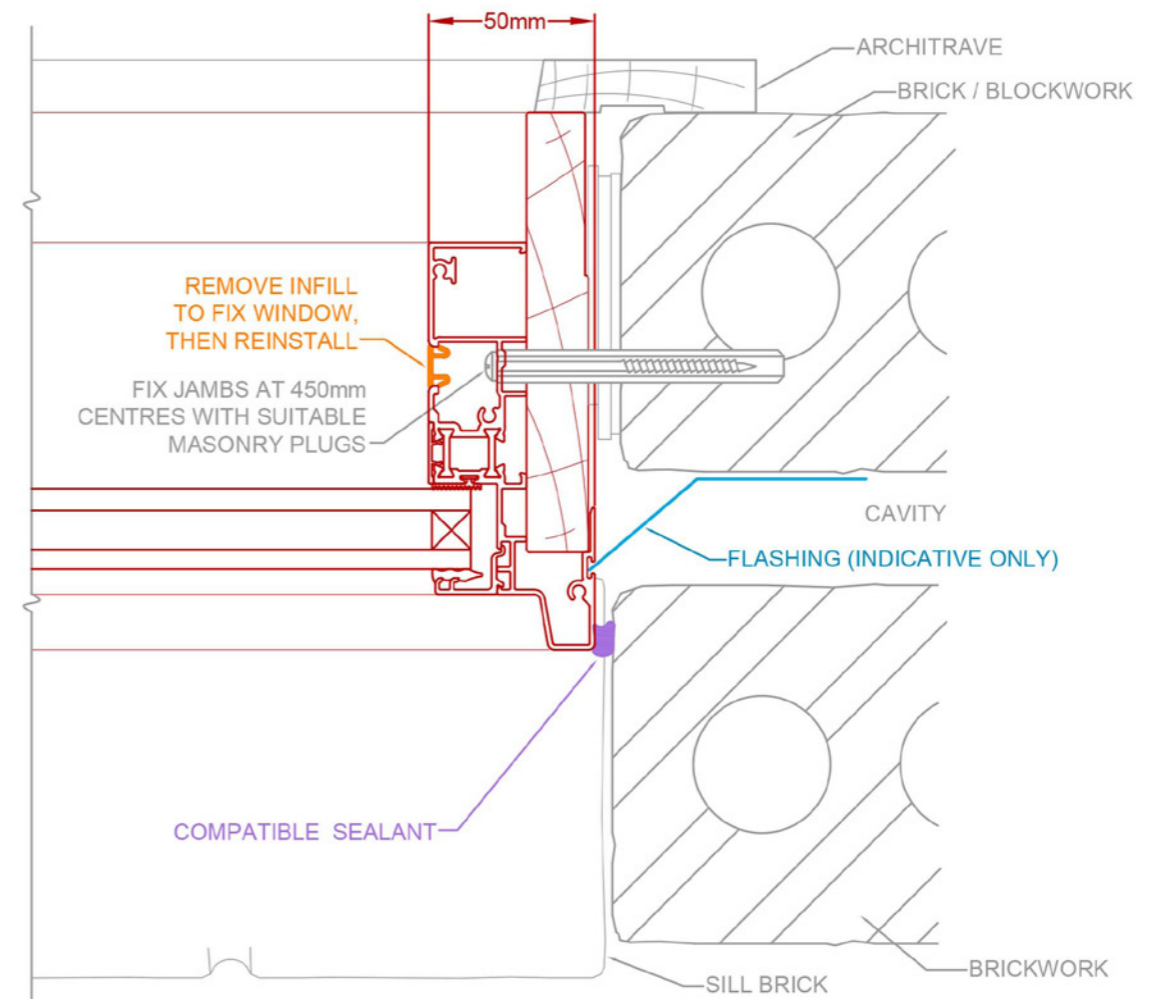 50mm
ARCHITRAVE
BRICK / BLOCKWORK
REMOVE INFILL
TO FIX WINDOW,
THEN REINSTALL
FIX JAMBS AT 450mm
CENTRES WITH SUITABLE
MASONRY PLUGS
CAVITY
FLASHING (INDICATIVE ONLY)
COMPATIBLE SEALANT
BRICKWORK
SILL BRICK